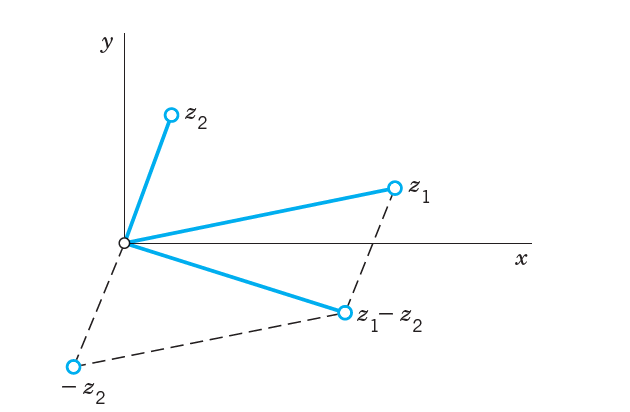 y
z₂
z₁
x
z₁ − z₂
− z₂